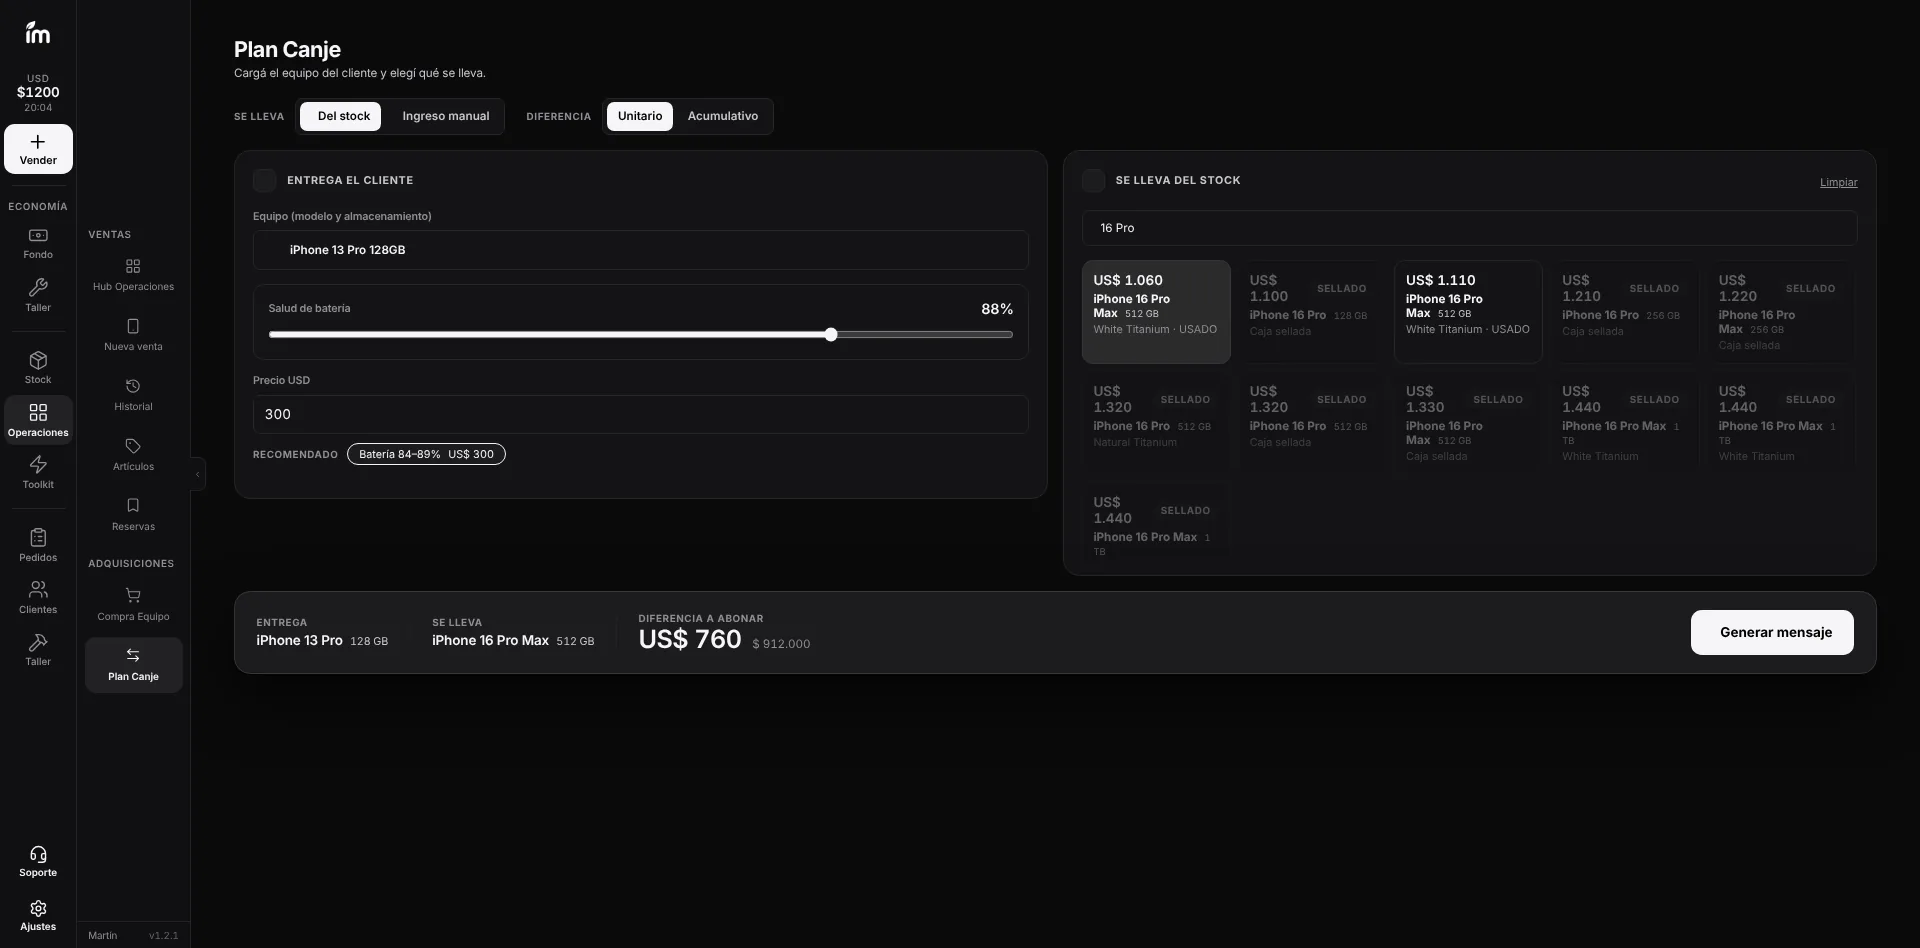 im
USD
$1200
20:04
Vender
ECONOMÍA
Fondo
Taller
Stock
Operaciones
Toolkit
Pedidos
Clientes
Taller
Soporte
Ajustes
VENTAS
Hub Operaciones
Nueva venta
Historial
Artículos
Reservas
ADQUISICIONES
Compra Equipo
Plan Canje
Martín v1.2.1
Plan Canje
Cargá el equipo del cliente y elegí qué se lleva.
SE LLEVA Del stock Ingreso manual DIFERENCIA Unitario Acumulativo
ENTREGA EL CLIENTE
Equipo (modelo y almacenamiento)
iPhone 13 Pro 128GB
Salud de batería 88%
Precio USD
300
RECOMENDADO Batería 84–89% US$ 300
SE LLEVA DEL STOCK Limpiar
16 Pro
US$ 1.060
iPhone 16 Pro
Max 512 GB
White Titanium · USADO
US$
1.100 SELLADO
iPhone 16 Pro 128 GB
Caja sellada
US$ 1.110
iPhone 16 Pro
Max 512 GB
White Titanium · USADO
US$
1.210 SELLADO
iPhone 16 Pro 256 GB
Caja sellada
US$
1.220 SELLADO
iPhone 16 Pro
Max 256 GB
Caja sellada
US$
1.320 SELLADO
iPhone 16 Pro 512 GB
Natural Titanium
US$
1.320 SELLADO
iPhone 16 Pro 512 GB
Caja sellada
US$
1.330 SELLADO
iPhone 16 Pro
Max 512 GB
Caja sellada
US$
1.440 SELLADO
iPhone 16 Pro Max 1
TB
White Titanium
US$
1.440 SELLADO
iPhone 16 Pro Max 1
TB
White Titanium
US$
1.440 SELLADO
iPhone 16 Pro Max 1
TB
ENTREGA
iPhone 13 Pro 128 GB
SE LLEVA
iPhone 16 Pro Max 512 GB
DIFERENCIA A ABONAR
US$ 760 $ 912.000
Generar mensaje